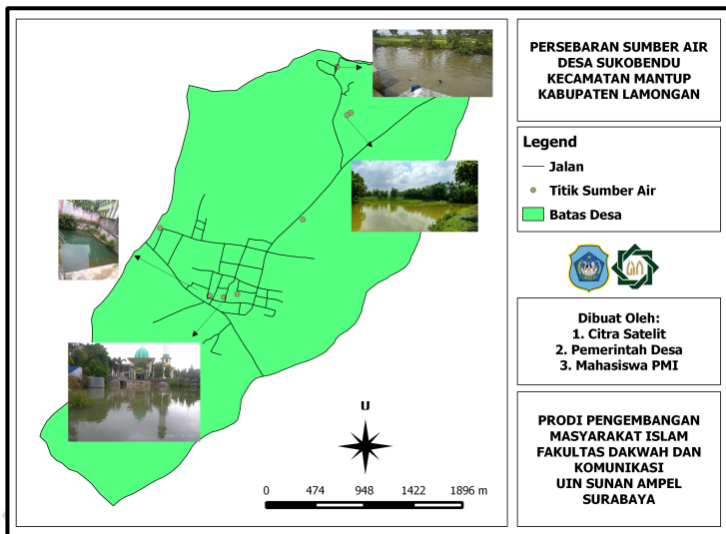 PERSEBARAN SUMBER AIR
DESA SUKOBENDU
KECAMATAN MANTUP
KABUPATEN LAMONGAN
Legend
Jalan
Titik Sumber Air
Batas Desa
Dibuat Oleh:
1. Citra Satelit
2. Pemerintah Desa
3. Mahasiswa PMI
PRODI PENGEMBANGAN
MASYARAKAT ISLAM
FAKULTAS DAKWAH DAN
KOMUNIKASI
UIN SUNAN AMPEL
SURABAYA
U
0 474 948 1422 1896 m